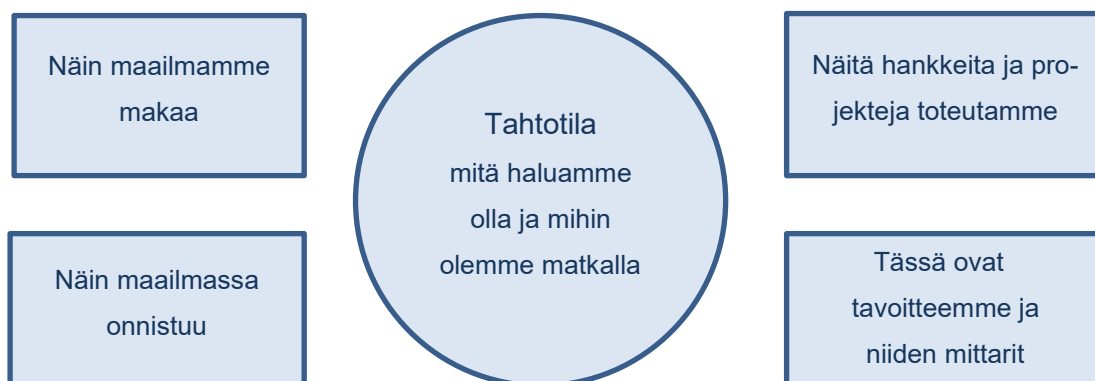 Näin maailmamme
makaa
Näin maailmassa
onnistuu
Tahtotila
mitä haluamme
olla ja mihin
olemme matkalla
Näitä hankkeita ja pro-
jekteja toteutamme
Tässä ovat
tavoitteemme ja
niiden mittarit